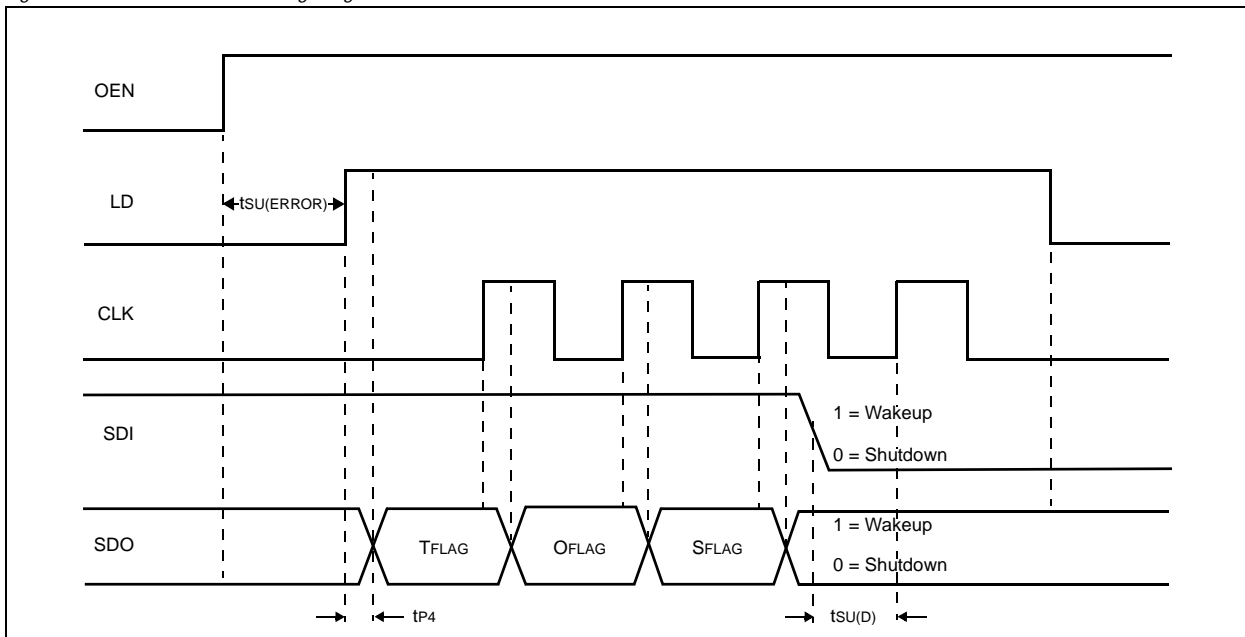 OEN
LD
tSU(ERROR)
CLK
1 = Wakeup
SDI
0 = Shutdown
1 = Wakeup
SDO
TFLAG
OFLAG
SFLAG
0 = Shutdown
tP4
tSU(D)